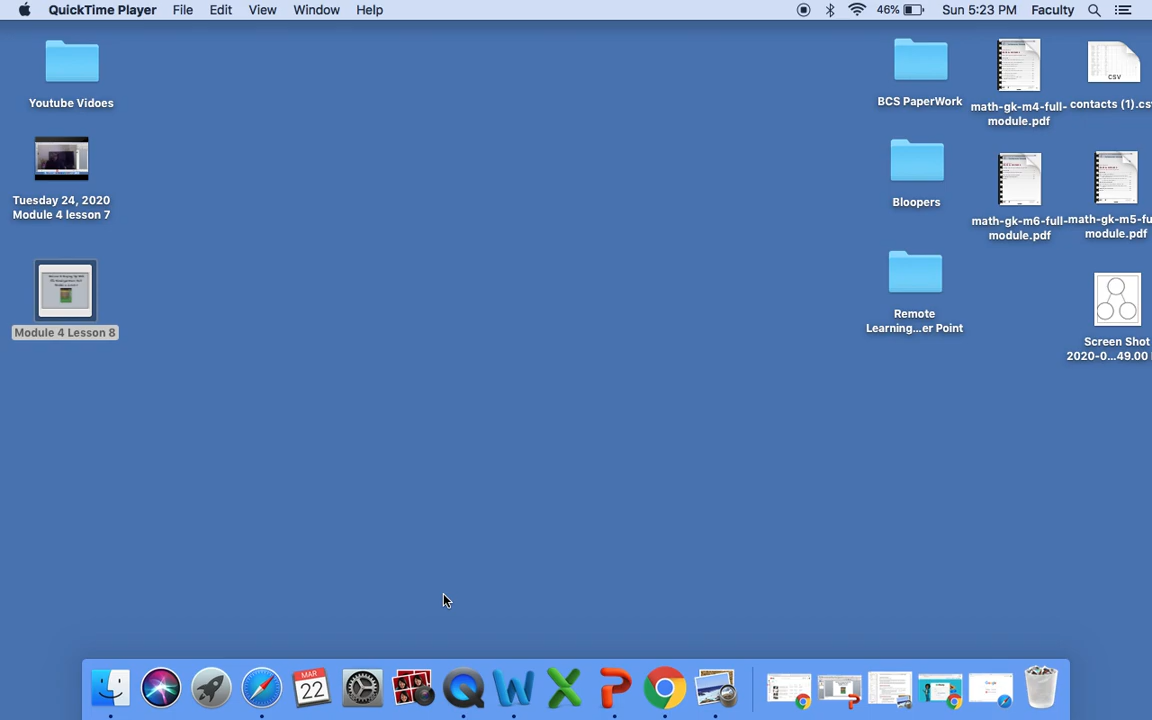 QuickTime Player File Edit View Window Help 46% Sun 5:23 PM Faculty
Youtube Vidoes
BCS PaperWork
math-gk-m4-full-
module.pdf
contacts (1).cs
Tuesday 24, 2020
Module 4 lesson 7
Bloopers
math-gk-m6-full-
module.pdf
math-gk-m5-fu
module.pdf
Module 4 Lesson 8
Remote
Learning...er Point
Screen Shot
2020-0...49.00
CSV
MAR
22